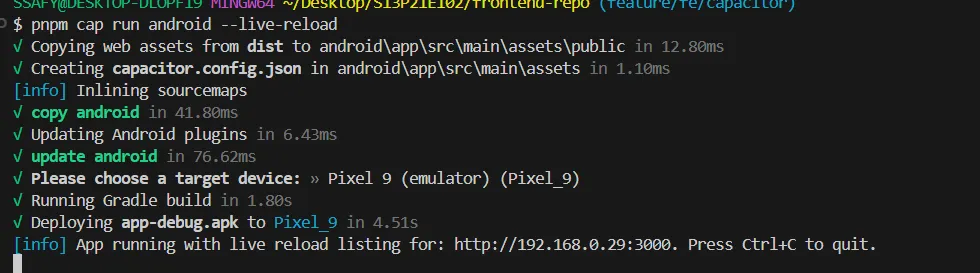 SSAFY@DESKTOP-DLOPF19 MINGW64 ~/Desktop/S13P21E102/frontend-repo (feature/fe/capacitor)
$ pnpm cap run android --live-reload
√ Copying web assets from dist to android\app\src\main\assets\public in 12.80ms
√ Creating capacitor.config.json in android\app\src\main\assets in 1.10ms
[info] Inlining sourcemaps
√ copy android in 41.80ms
√ Updating Android plugins in 6.43ms
√ update android in 76.62ms
√ Please choose a target device: » Pixel 9 (emulator) (Pixel_9)
√ Running Gradle build in 1.80s
√ Deploying app-debug.apk to Pixel_9 in 4.51s
[info] App running with live reload listing for: http://192.168.0.29:3000. Press Ctrl+C to quit.